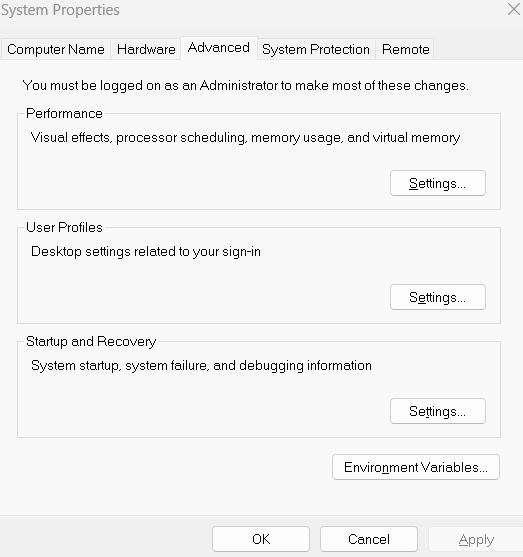 System Properties
Computer Name Hardware Advanced System Protection Remote
You must be logged on as an Administrator to make most of these changes.
Performance
Visual effects, processor scheduling, memory usage, and virtual memory
Settings...
User Profiles
Desktop settings related to your sign-in
Settings...
Startup and Recovery
System startup, system failure, and debugging information
Settings...
Environment Variables...
OK Cancel Apply